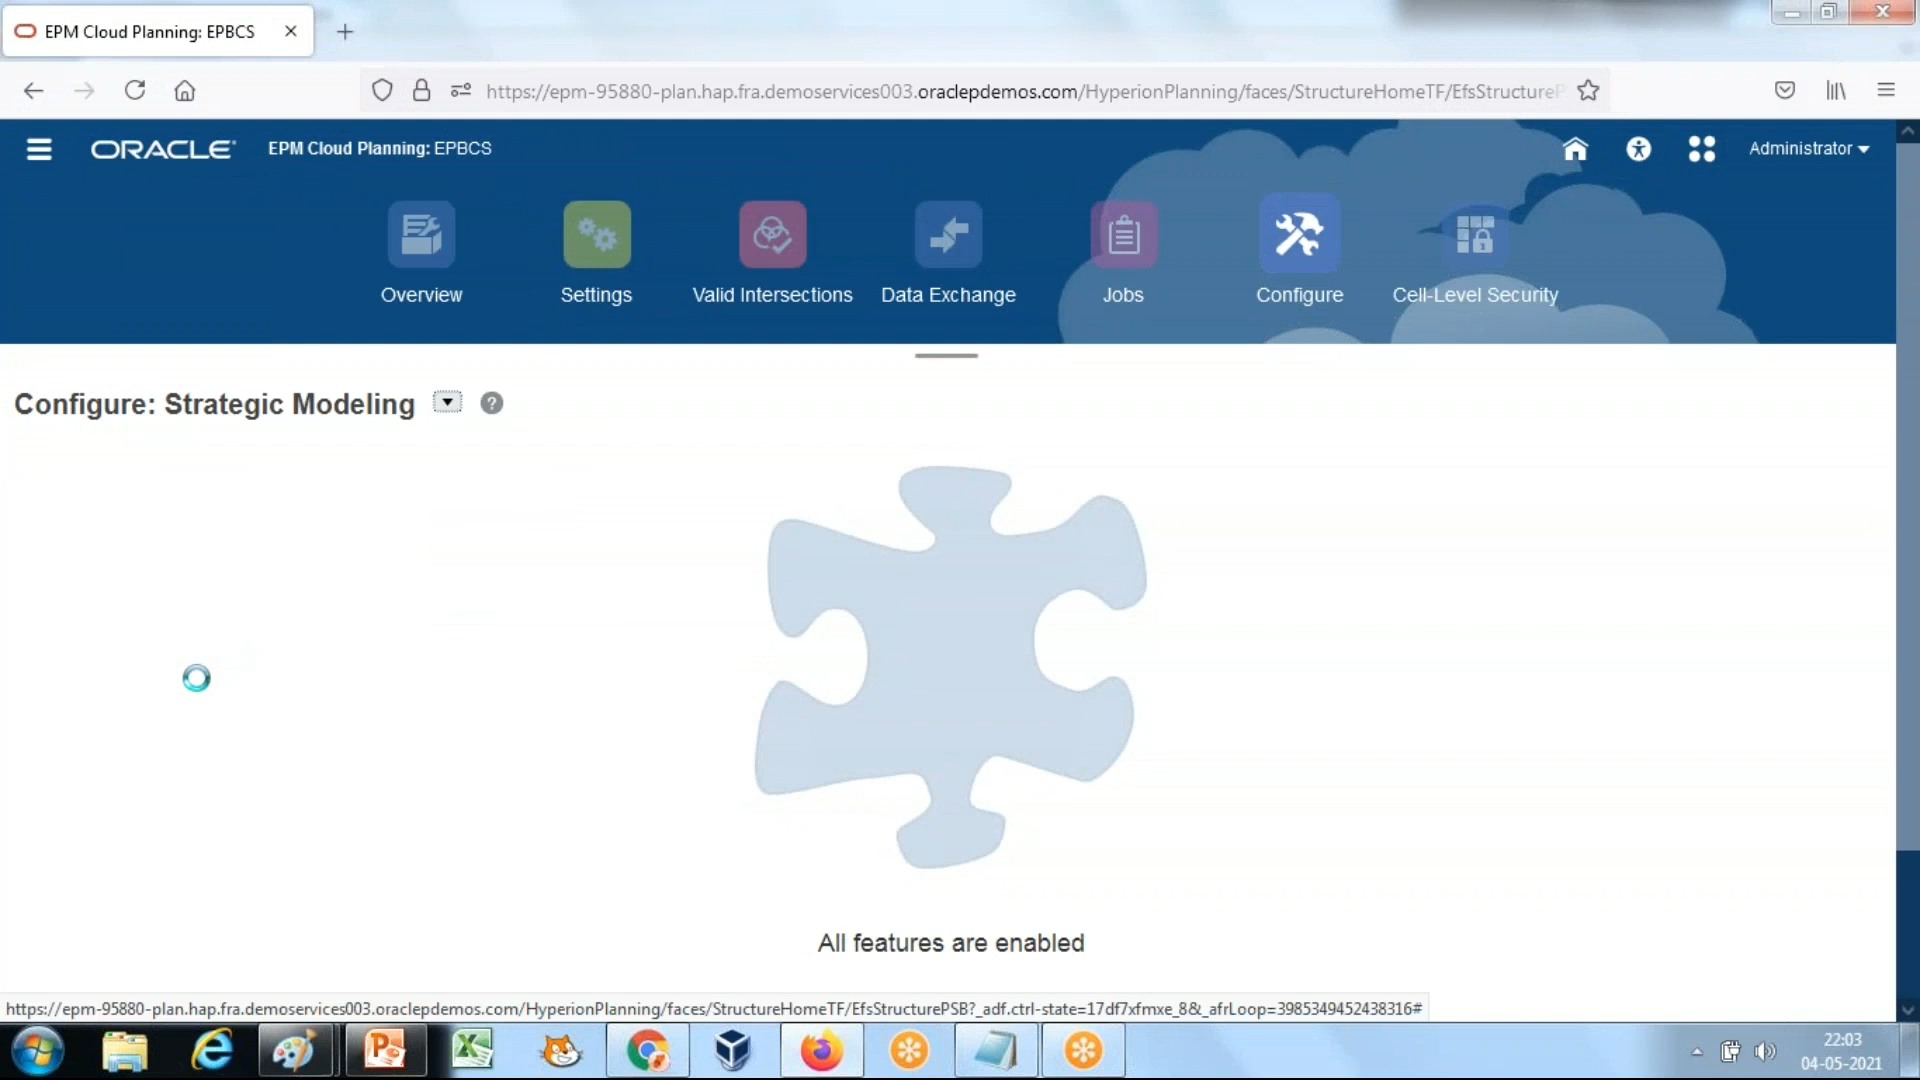 EPM Cloud Planning: EPBCS
https://epm-95880-plan.hap.fra.demoservices003.oraclepdemos.com/HyperionPlanning/faces/StructureHomeTF/EfsStructureP
ORACLE EPM Cloud Planning: EPBCS
Administrator
Overview
Settings
Valid Intersections
Data Exchange
Jobs
Configure
Cell-Level Security
Configure: Strategic Modeling
All features are enabled
https://epm-95880-plan.hap.fra.demoservices003.oraclepdemos.com/HyperionPlanning/faces/StructureHomeTF/EfsStructurePSB?_adf.ctrl-state=17df7xfmxe_8&_afrLoop=3985349452438316#
22:03
04-05-2021